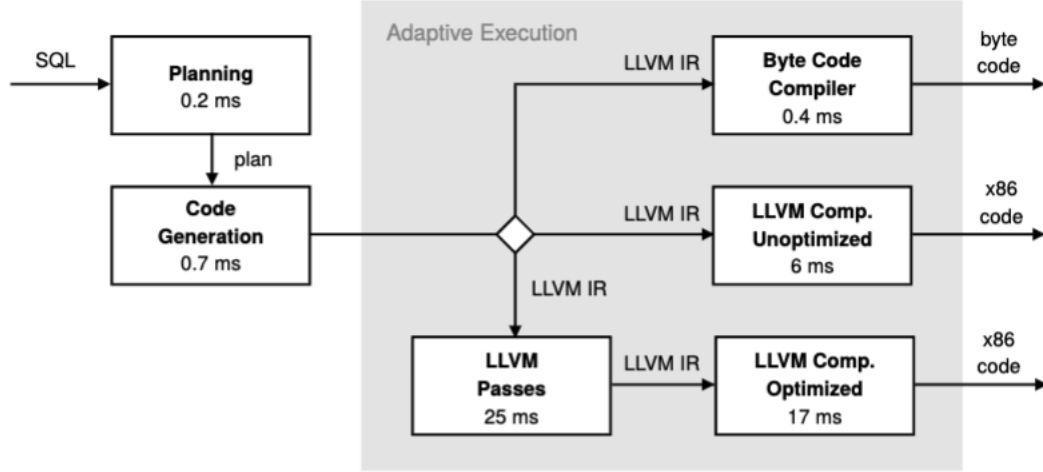 Adaptive Execution
SQL
Planning
0.2 ms
plan
Code
Generation
0.7 ms
LLVM IR
Byte Code
Compiler
0.4 ms
byte
code
LLVM IR
LLVM Comp.
Unoptimized
6 ms
x86
code
LLVM IR
LLVM
Passes
25 ms
LLVM IR
LLVM Comp.
Optimized
17 ms
x86
code